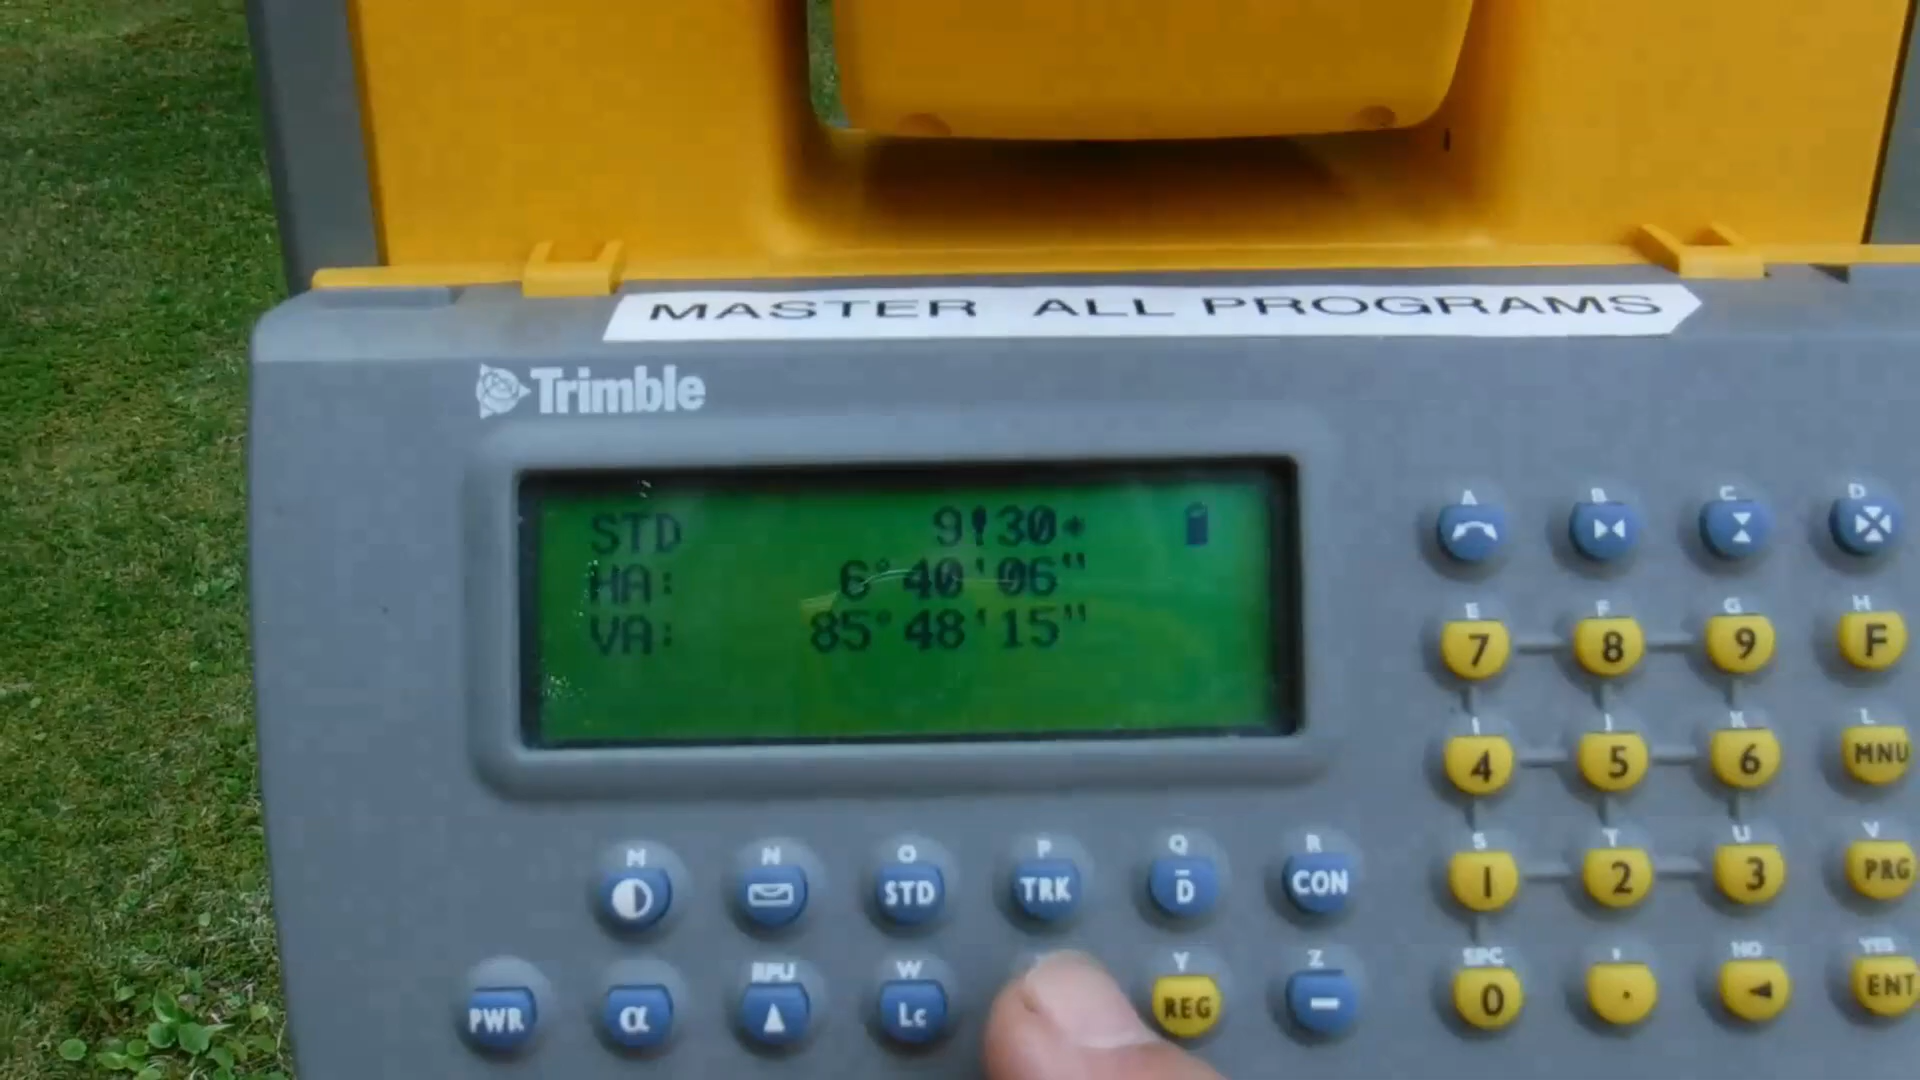 MASTER ALL PROGRAMS
Trimble
STD 9:30*
HA: 6°40'06"
VA: 85°48'15"
A B C D
E F G H
7 8 9 F
I J K L
4 5 6 MNU
M N O P Q R
STD TRK D̄ CON
S T U V
1 2 3 PRG
RPU W Y Z
PWR α Lc REG -
SPC , NO YES
0 . ENT